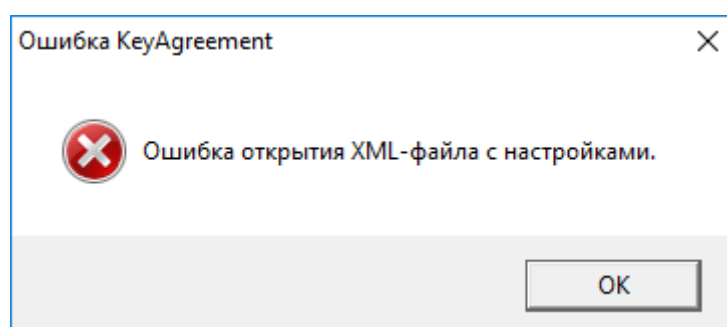 Ошибка KeyAgreement
Ошибка открытия XML-файла с настройками.
OK